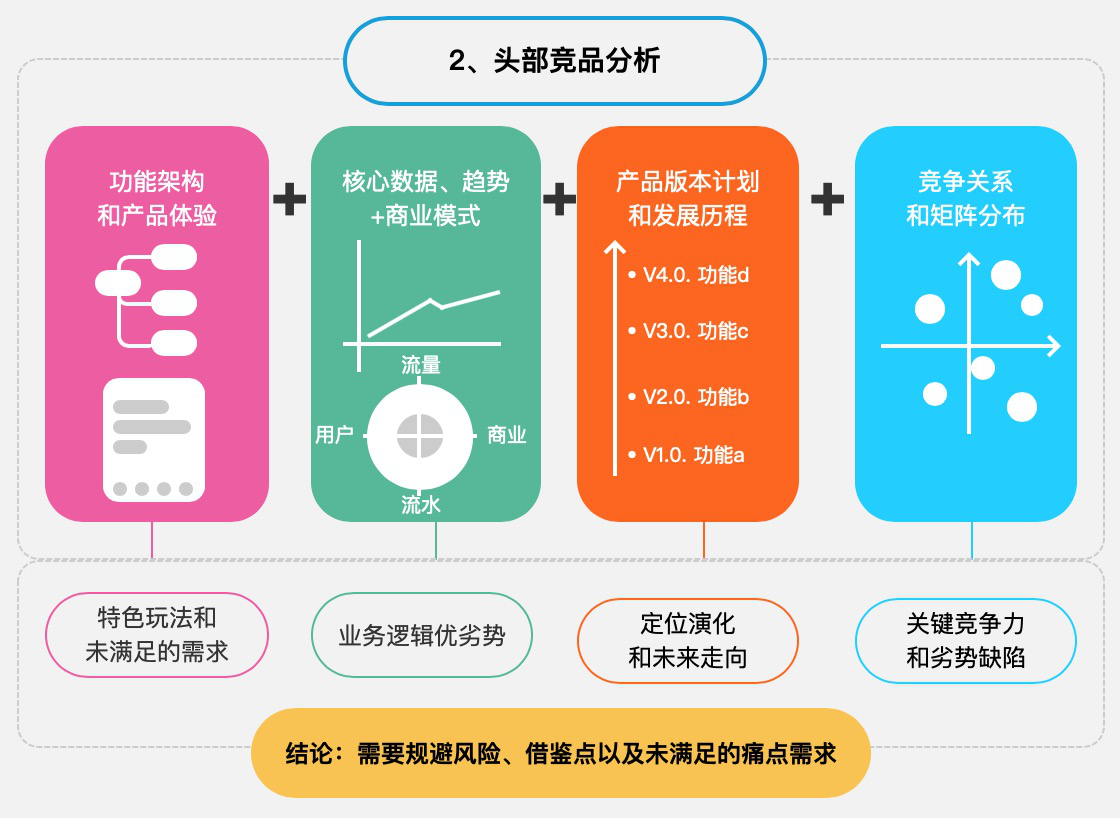 2、头部竞品分析
功能架构
和产品体验
核心数据、趋势
+商业模式
流量
用户
商业
流水
产品版本计划
和发展历程
• V4.0. 功能d
• V3.0. 功能c
• V2.0. 功能b
• V1.0. 功能a
竞争关系
和矩阵分布
特色玩法和
未满足的需求
业务逻辑优劣势
定位演化
和未来走向
关键竞争力
和劣势缺陷
结论：需要规避风险、借鉴点以及未满足的痛点需求